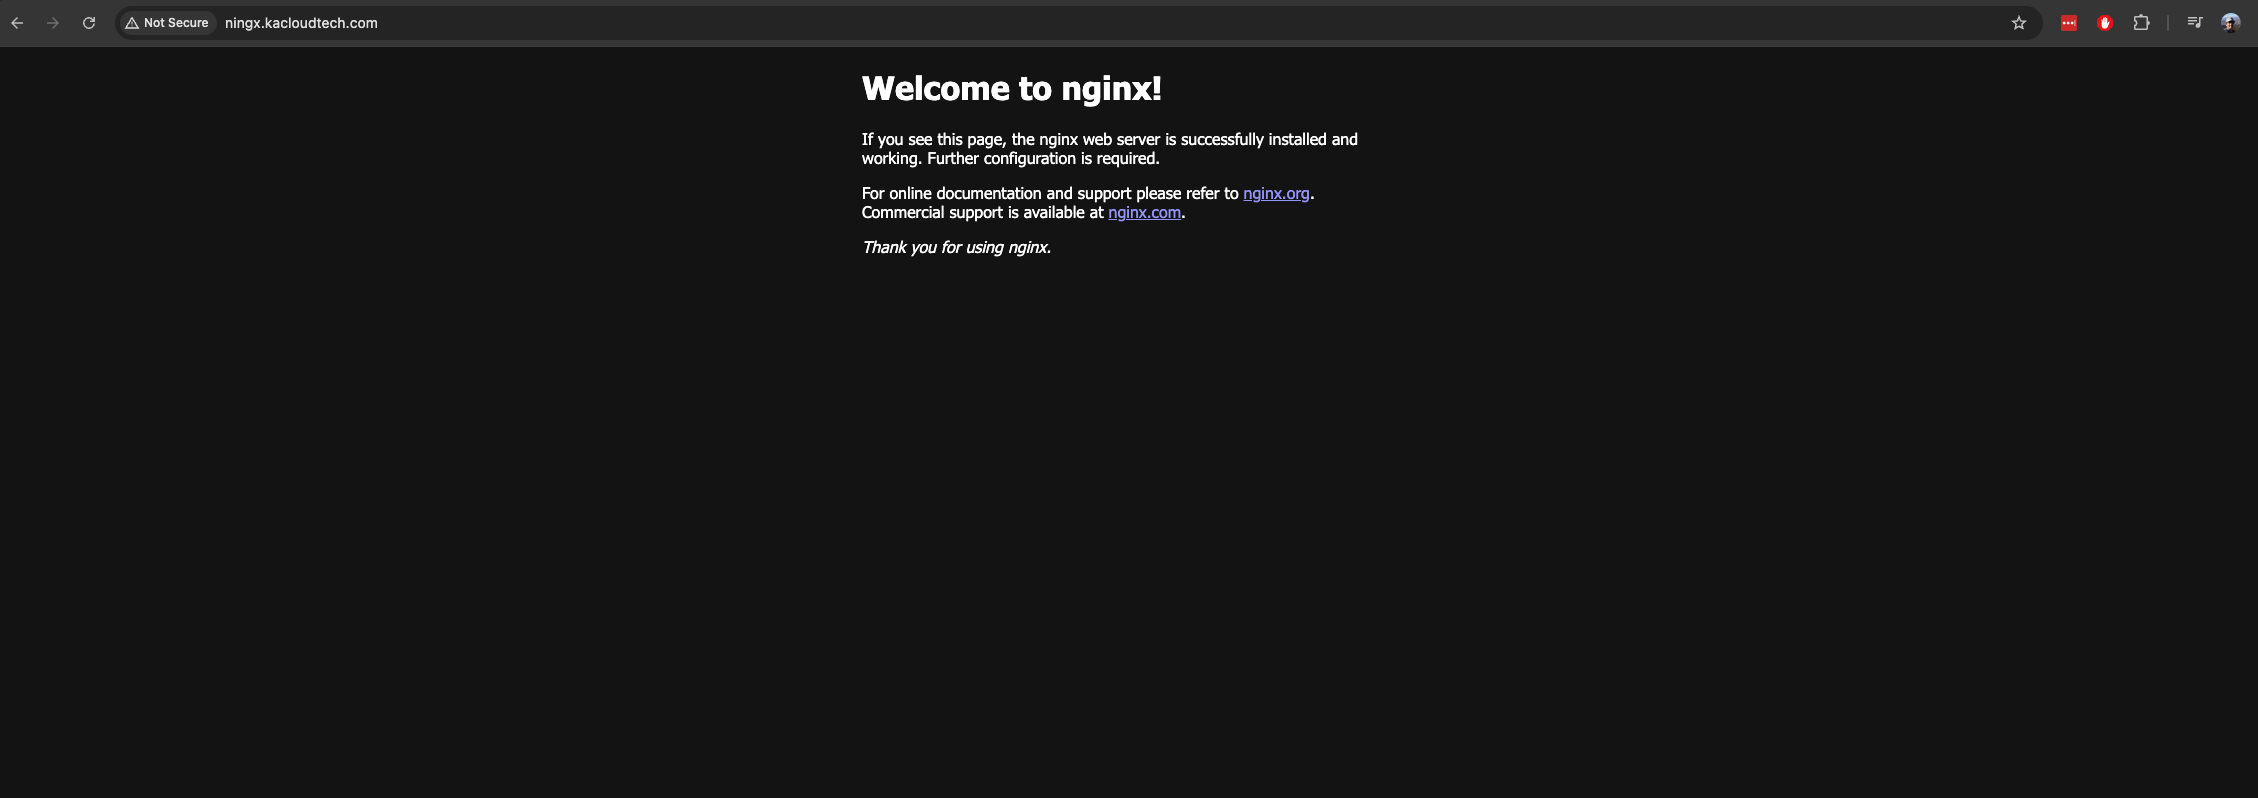 Not Secure ningx.kacloudtech.com
Welcome to nginx!
If you see this page, the nginx web server is successfully installed and
working. Further configuration is required.
For online documentation and support please refer to nginx.org.
Commercial support is available at nginx.com.
Thank you for using nginx.